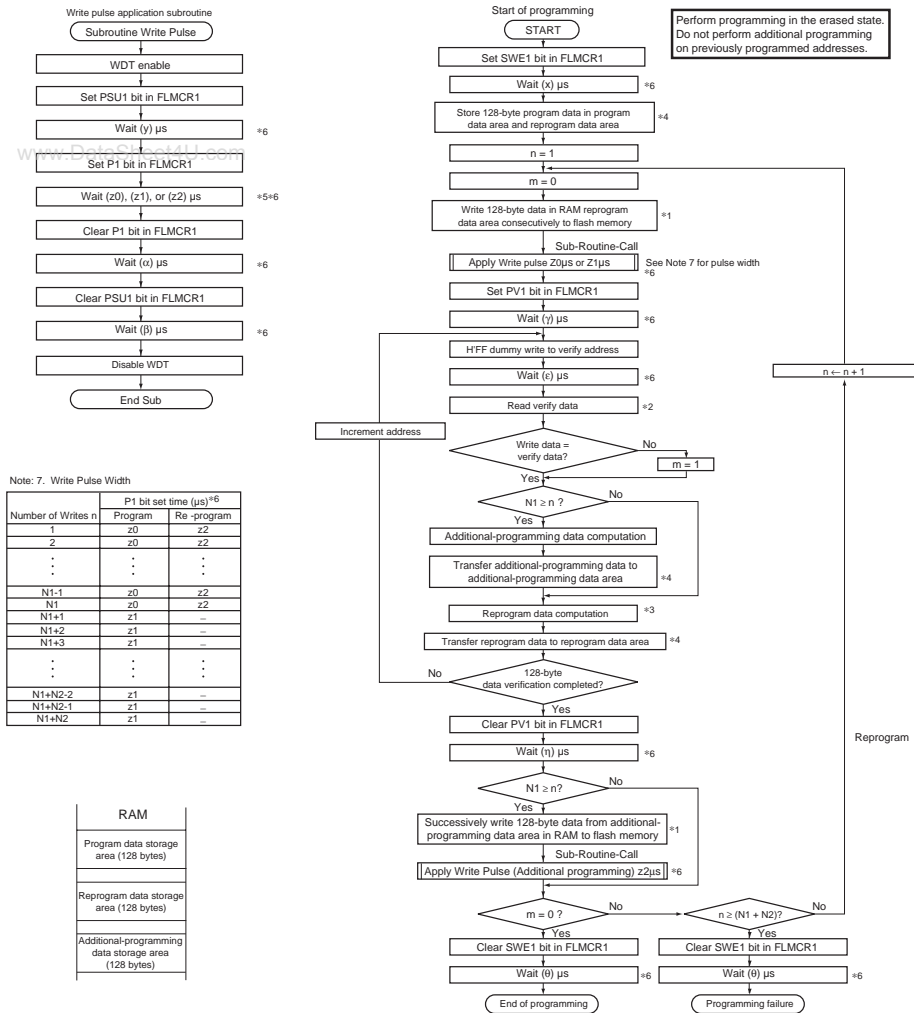 Write pulse application subroutine
Subroutine Write Pulse
WDT enable
Set PSU1 bit in FLMCR1
Wait (y) µs
*6
www.DataSheet4U.com
Set P1 bit in FLMCR1
Wait (z0), (z1), or (z2) µs
*5*6
Clear P1 bit in FLMCR1
Wait (α) µs
*6
Clear PSU1 bit in FLMCR1
Wait (β) µs
*6
Disable WDT
End Sub
Note: 7. Write Pulse Width
Number of Writes n
P1 bit set time (µs)*6
Program Re -program
1 z0 z2
2 z0 z2
N1-1 z0 z2
N1 z0 z2
N1+1 z1 –
N1+2 z1 –
N1+3 z1 –
N1+N2-2 z1 –
N1+N2-1 z1 –
N1+N2 z1 –
RAM
Program data storage
area (128 bytes)
Reprogram data storage
area (128 bytes)
Additional-programming
data storage area
(128 bytes)
Start of programming
START
Perform programming in the erased state.
Do not perform additional programming
on previously programmed addresses.
Set SWE1 bit in FLMCR1
Wait (x) µs
*6
Store 128-byte program data in program
data area and reprogram data area
*4
n = 1
m = 0
Write 128-byte data in RAM reprogram
data area consecutively to flash memory
*1
Sub-Routine-Call
Apply Write pulse Z0µs or Z1µs
See Note 7 for pulse width
*6
Set PV1 bit in FLMCR1
Wait (γ) µs
*6
H'FF dummy write to verify address
Wait (ε) µs
*6
n ← n + 1
Read verify data
*2
Increment address
Write data =
verify data?
No
m = 1
Yes
N1 ≥ n ?
No
Yes
Additional-programming data computation
Transfer additional-programming data to
additional-programming data area
*4
Reprogram data computation
*3
Transfer reprogram data to reprogram data area
*4
128-byte
data verification completed?
No
Yes
Clear PV1 bit in FLMCR1
Reprogram
Wait (η) µs
*6
N1 ≥ n?
No
Yes
Successively write 128-byte data from additional-
programming data area in RAM to flash memory
*1
Sub-Routine-Call
Apply Write Pulse (Additional programming) z2µs
*6
m = 0 ?
No
n ≥ (N1 + N2)?
No
Yes
Yes
Clear SWE1 bit in FLMCR1
Clear SWE1 bit in FLMCR1
Wait (θ) µs
*6
Wait (θ) µs
*6
End of programming
Programming failure